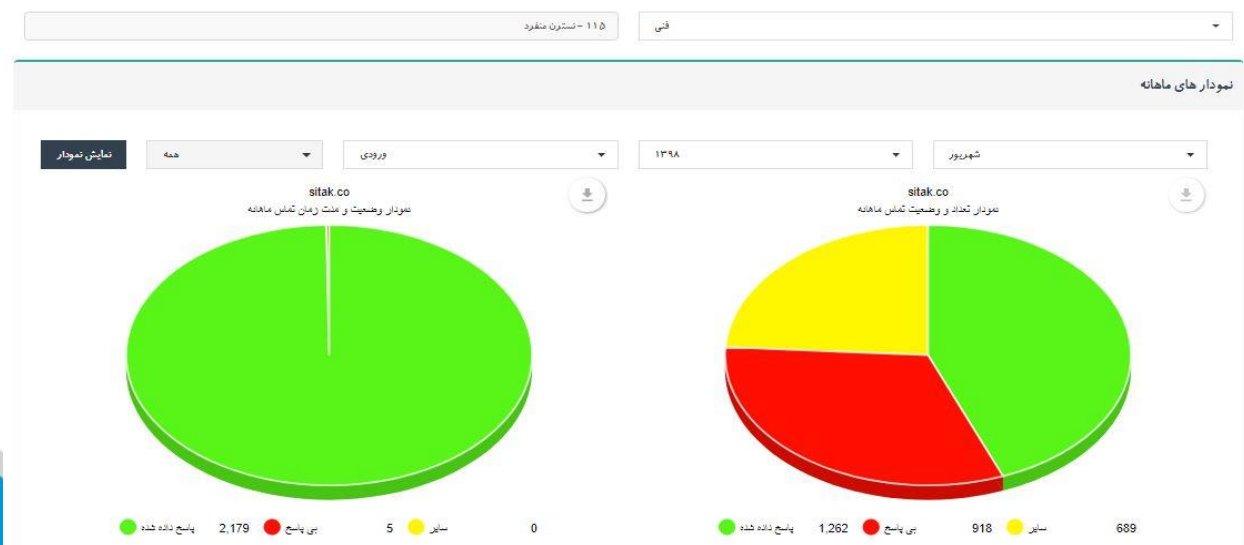 فنی
۱۱۵ - نسترن منفرد
نمودار های ماهانه
شهریور
۱۳۹۸
ورودی
همه
نمایش نمودار
sitak.co
نمودار تعداد و وضعیت تماس ماهانه
پاسخ داده شده 1,262 بی پاسخ 918 سایر 689
sitak.co
نمودار وضعیت و مدت زمان تماس ماهانه
پاسخ داده شده 2,179 بی پاسخ 5 سایر 0